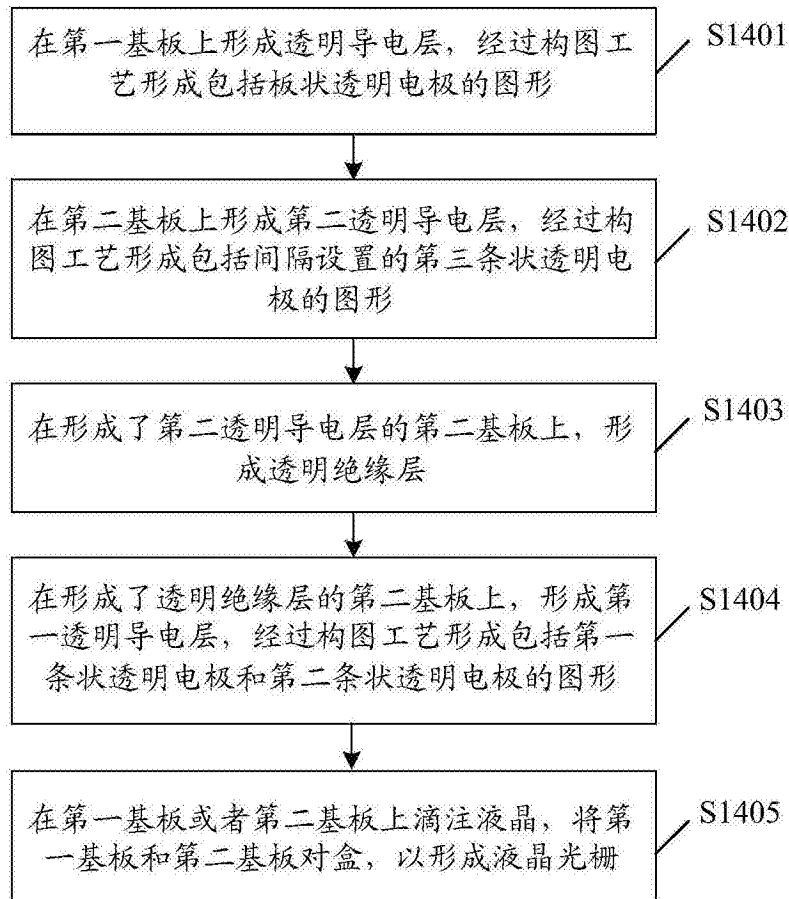 在第一基板上形成透明导电层，经过构图工
艺形成包括板状透明电极的图形
S1401
在第二基板上形成第二透明导电层，经过构
图工艺形成包括间隔设置的第三条状透明电
极的图形
S1402
在形成了第二透明导电层的第二基板上，形
成透明绝缘层
S1403
在形成了透明绝缘层的第二基板上，形成第
一透明导电层，经过构图工艺形成包括第一
条状透明电极和第二条状透明电极的图形
S1404
在第一基板或者第二基板上滴注液晶，将第
一基板和第二基板对盒，以形成液晶光栅
S1405